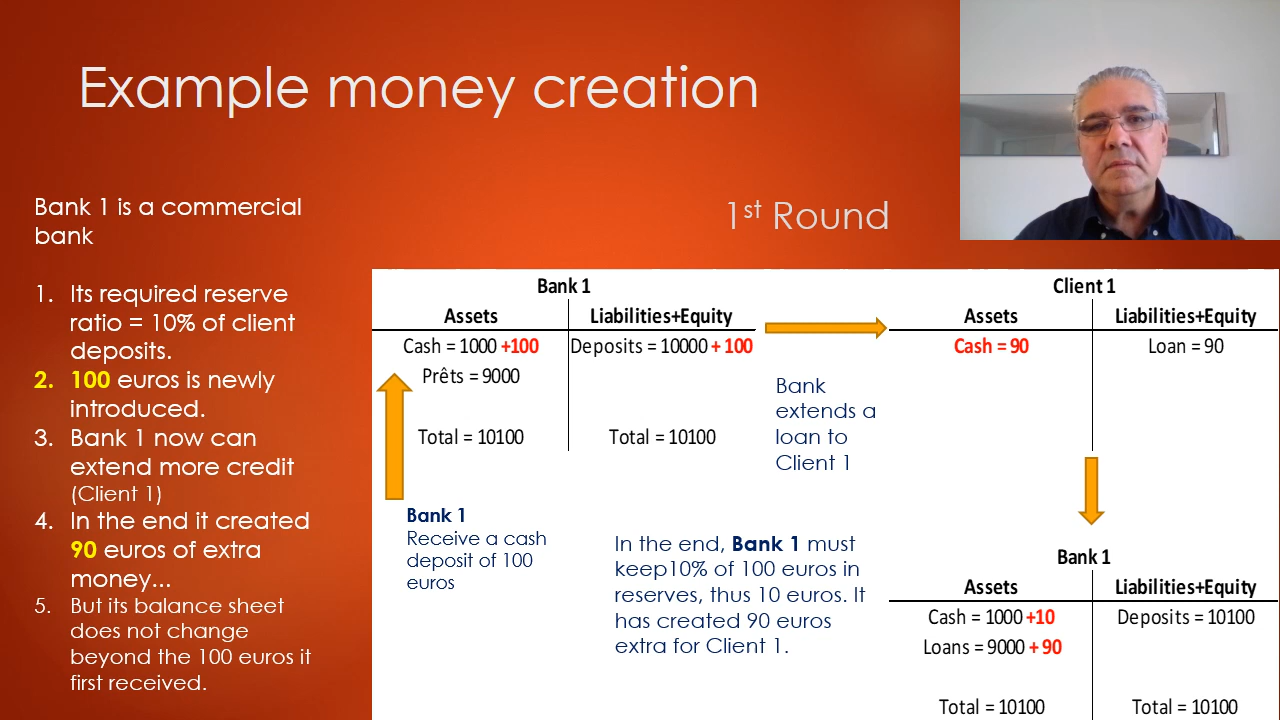 Example money creation
Bank 1 is a commercial
bank
1st Round
1. Its required reserve
ratio = 10% of client
deposits.
2. 100 euros is newly
introduced.
3. Bank 1 now can
extend more credit
(Client 1)
4. In the end it created
90 euros of extra
money...
5. But its balance sheet
does not change
beyond the 100 euros it
first received.
Bank 1
Assets Liabilities+Equity
Cash = 1000 +100 Deposits = 10000 + 100
Prêts = 9000
Total = 10100 Total = 10100
Bank
extends a
loan to
Client 1
Client 1
Assets Liabilities+Equity
Cash = 90 Loan = 90
Bank 1
Receive a cash
deposit of 100
euros
In the end, Bank 1 must
keep10% of 100 euros in
reserves, thus 10 euros. It
has created 90 euros
extra for Client 1.
Bank 1
Assets Liabilities+Equity
Cash = 1000 +10 Deposits = 10100
Loans = 9000 + 90
Total = 10100 Total = 10100